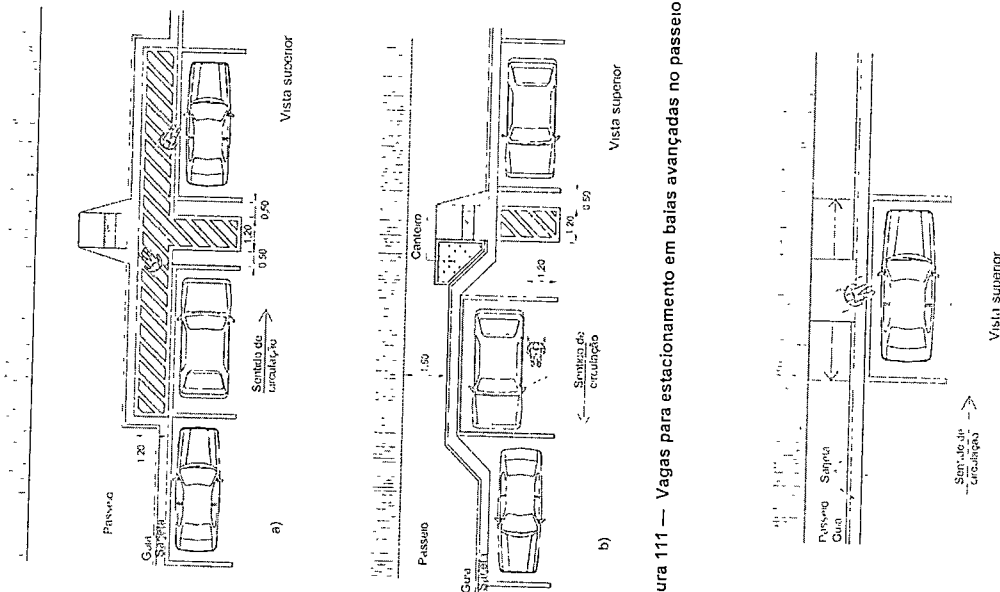 Passeio
Guia
Sarjeta
1.20
0.50
1.20
0.50
Sentido de
circulação
Vista superior
a)
Passeio
Canteiro
1.50
1.20
1.20
0.50
Guia
Sarjeta
Sentido de
circulação
Vista superior
b)
ura 111 — Vagas para estacionamento em baias avançadas no passeio
Passeio Sarjeta
Guia
Sentido de
circulação
Vista superior